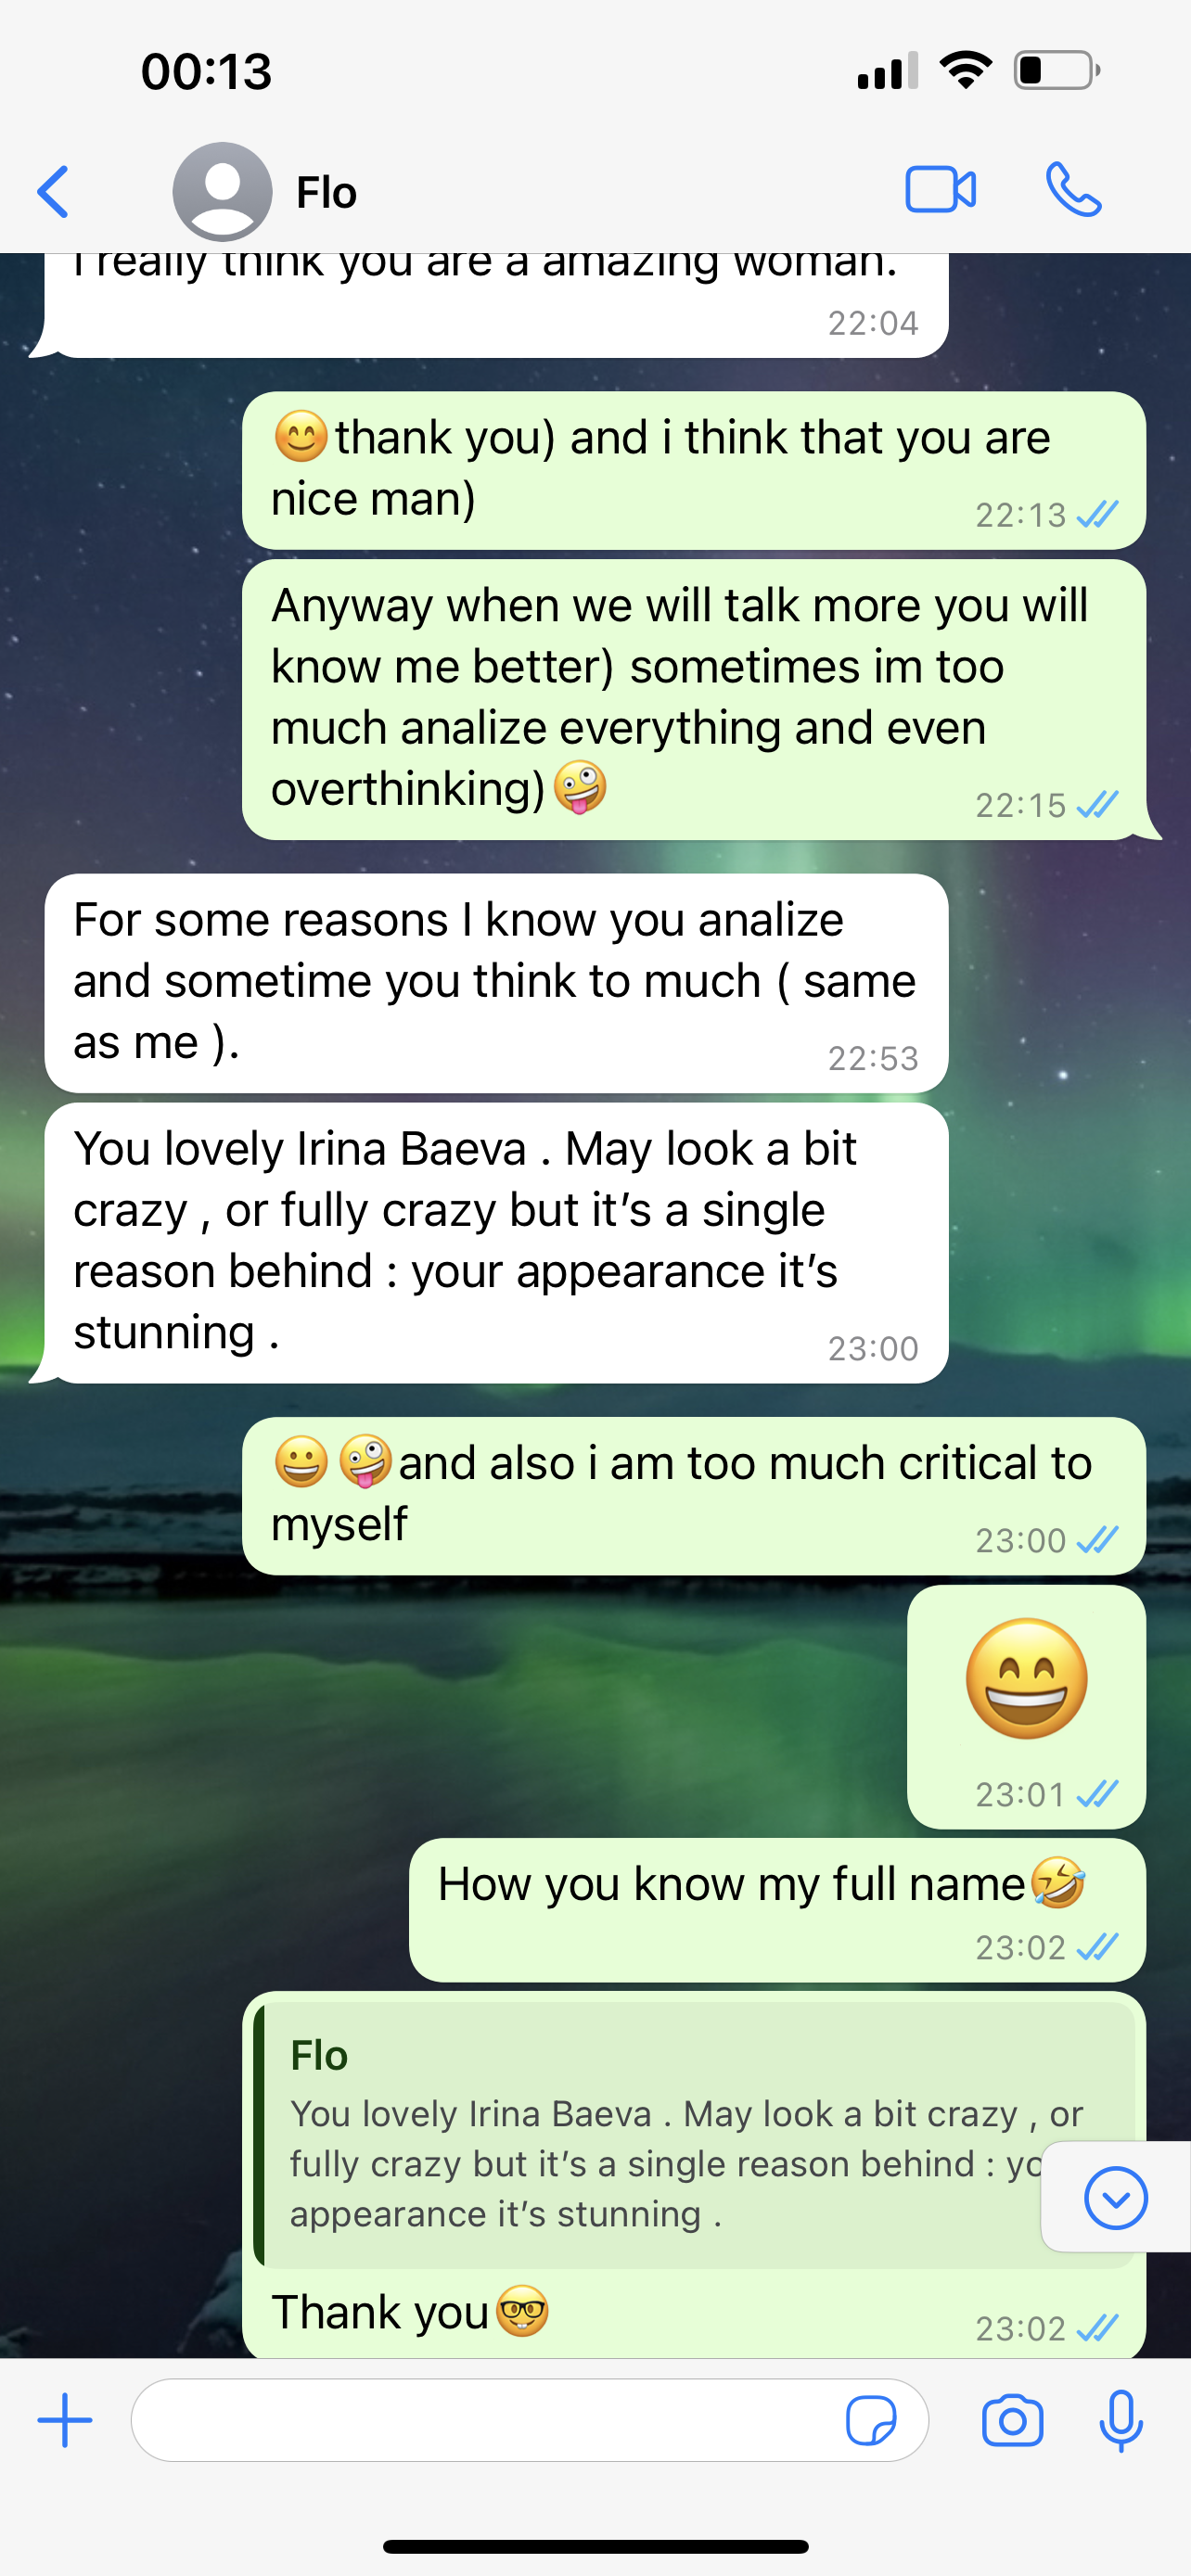 00:13
Flo
I really think you are a amazing woman.
22:04
😊thank you) and i think that you are
nice man)
22:13
Anyway when we will talk more you will
know me better) sometimes im too
much analize everything and even
overthinking)🤪
22:15
For some reasons I know you analize
and sometime you think to much ( same
as me ).
22:53
You lovely Irina Baeva . May look a bit
crazy , or fully crazy but it’s a single
reason behind : your appearance it’s
stunning .
23:00
😀🤪and also i am too much critical to
myself
23:00
😄
23:01
How you know my full name🤣
23:02
Flo
You lovely Irina Baeva . May look a bit crazy , or
fully crazy but it’s a single reason behind : yo
appearance it’s stunning .
Thank you🤓
23:02